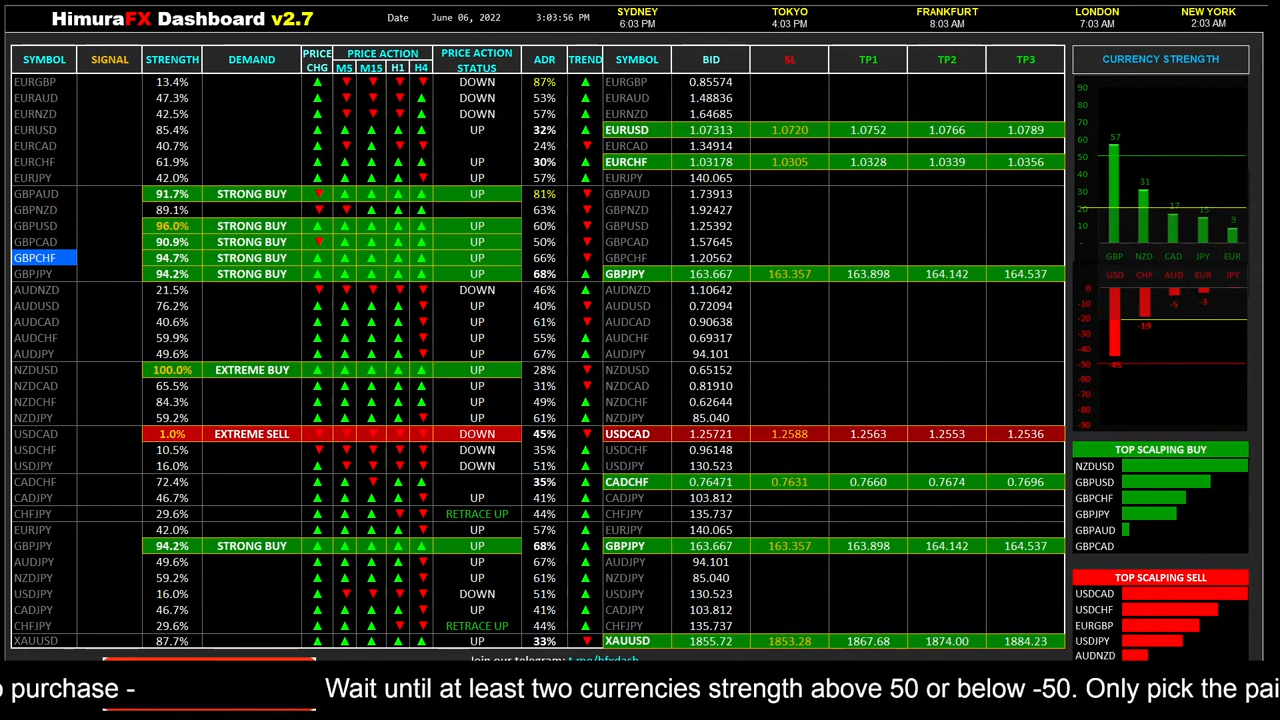 HimuraFX Dashboard v2.7
Date June 06, 2022 3:03:56 PM
SYDNEY TOKYO FRANKFURT LONDON NEW YORK
6:03 PM 4:03 PM 8:03 AM 7:03 AM 2:03 AM
SYMBOL SIGNAL STRENGTH DEMAND PRICE CHG PRICE ACTION M5 M15 H1 H4 PRICE ACTION STATUS ADR TREND SYMBOL BID SL TP1 TP2 TP3
EURGBP 13.4% DOWN 87% EURGBP 0.85574
EURAUD 47.3% DOWN 53% EURAUD 1.48836
EURNZD 42.5% DOWN 57% EURNZD 1.64685
EURUSD 85.4% UP 32% EURUSD 1.07313 1.0720 1.0752 1.0766 1.0789
EURCAD 40.7% 24% EURCAD 1.34914
EURCHF 61.9% UP 30% EURCHF 1.03178 1.0305 1.0328 1.0339 1.0356
EURJPY 42.0% UP 57% EURJPY 140.065
GBPAUD 91.7% STRONG BUY UP 81% GBPAUD 1.73913
GBPNZD 89.1% 63% GBPNZD 1.92427
GBPUSD 96.0% STRONG BUY UP 60% GBPUSD 1.25392
GBPCAD 90.9% STRONG BUY UP 50% GBPCAD 1.57645
GBPCHF 94.7% STRONG BUY UP 66% GBPCHF 1.20562
GBPJPY 94.2% STRONG BUY UP 68% GBPJPY 163.667 163.357 163.898 164.142 164.537
AUDNZD 21.5% DOWN 46% AUDNZD 1.10642
AUDUSD 76.2% UP 40% AUDUSD 0.72094
AUDCAD 40.6% UP 61% AUDCAD 0.90638
AUDCHF 59.9% UP 55% AUDCHF 0.69317
AUDJPY 49.6% UP 67% AUDJPY 94.101
NZDUSD 100.0% EXTREME BUY UP 28% NZDUSD 0.65152
NZDCAD 65.5% UP 31% NZDCAD 0.81910
NZDCHF 84.3% UP 49% NZDCHF 0.62644
NZDJPY 59.2% UP 61% NZDJPY 85.040
USDCAD 1.0% EXTREME SELL DOWN 45% USDCAD 1.25721 1.2588 1.2563 1.2553 1.2536
USDCHF 10.5% DOWN 35% USDCHF 0.96148
USDJPY 16.0% DOWN 51% USDJPY 130.523
CADCHF 72.4% 35% CADCHF 0.76471 0.7631 0.7660 0.7674 0.7696
CADJPY 46.7% UP 41% CADJPY 103.812
CHFJPY 29.6% RETRACE UP 44% CHFJPY 135.737
EURJPY 42.0% UP 57% EURJPY 140.065
GBPJPY 94.2% STRONG BUY UP 68% GBPJPY 163.667 163.357 163.898 164.142 164.537
AUDJPY 49.6% UP 67% AUDJPY 94.101
NZDJPY 59.2% UP 61% NZDJPY 85.040
USDJPY 16.0% DOWN 51% USDJPY 130.523
CADJPY 46.7% UP 41% CADJPY 103.812
CHFJPY 29.6% RETRACE UP 44% CHFJPY 135.737
XAUUSD 87.7% UP 33% XAUUSD 1855.72 1853.28 1867.68 1874.00 1884.23
CURRENCY STRENGTH
90
80
70
60
50
40
30
20
10
-
57 31 17 15 9
GBP NZD CAD JPY EUR
USD CHF AUD EUR JPY
0
-10
-20
-30
-40
-50
-60
-70
-80
-90
-45 -19 -5 -3
TOP SCALPING BUY
NZDUSD
GBPUSD
GBPCHF
GBPJPY
GBPAUD
GBPCAD
TOP SCALPING SELL
USDCAD
USDCHF
EURGBP
USDJPY
AUDNZD
Join our telegram: t.me/hfxdash
o purchase - Wait until at least two currencies strength above 50 or below -50. Only pick the pai